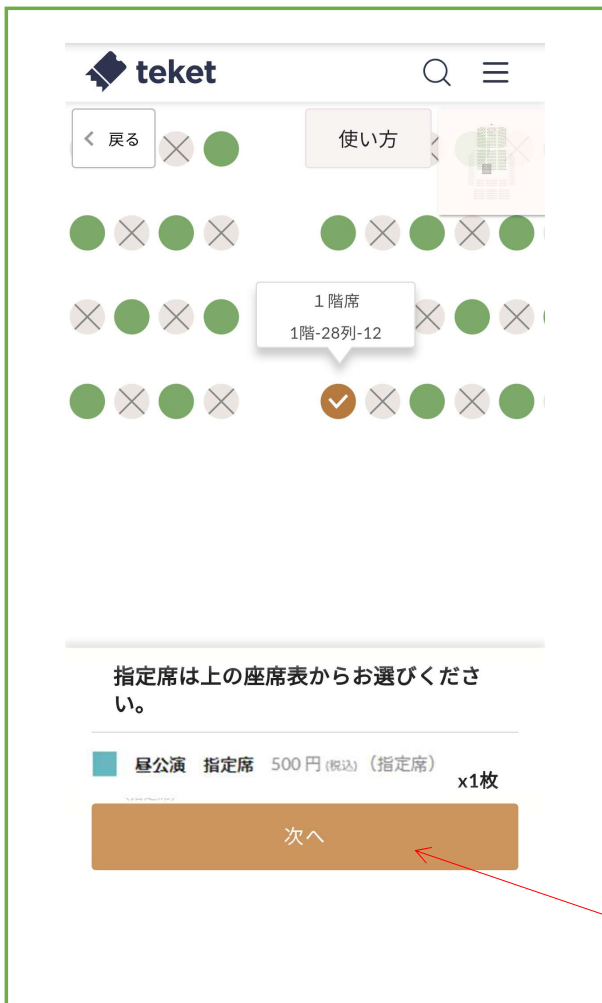 teket
戻る
使い方
1階席
1階-28列-12
指定席は上の座席表からお選びくださ
い。
昼公演 指定席 500円(税込)(指定席)
x1枚
次へ